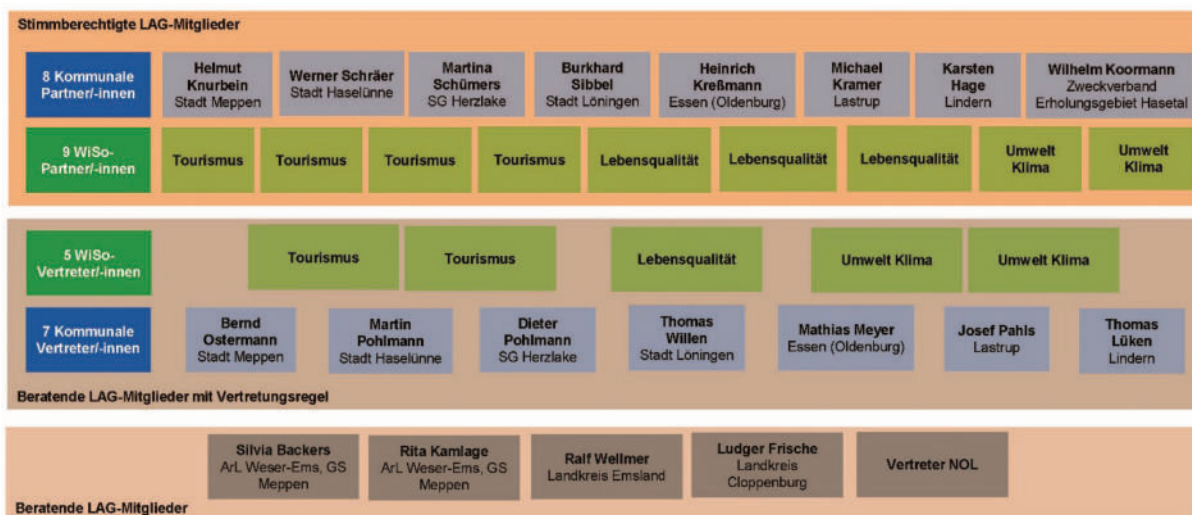 Stimmberechtigte LAG-Mitglieder
8 Kommunale
Partner/-innen
Helmut
Knurbein
Stadt Meppen
Werner Schräer
Stadt Haselünne
Martina
Schümers
SG Herzlake
Burkhard
Sibbel
Stadt Löningen
Heinrich
Kreßmann
Essen (Oldenburg)
Michael
Kramer
Lastrup
Karsten
Hage
Lindern
Wilhelm Koormann
Zweckverband
Erholungsgebiet Hasetal
9 WiSo-
Partner/-innen
Tourismus
Tourismus
Tourismus
Tourismus
Lebensqualität
Lebensqualität
Lebensqualität
Umwelt
Klima
Umwelt
Klima
5 WiSo-
Vertreter/-innen
Tourismus
Tourismus
Lebensqualität
Umwelt Klima
Umwelt Klima
7 Kommunale
Vertreter/-innen
Bernd
Ostermann
Stadt Meppen
Martin
Pohlmann
Stadt Haselünne
Dieter
Pohlmann
SG Herzlake
Thomas
Willen
Stadt Löningen
Mathias Meyer
Essen (Oldenburg)
Josef Pahls
Lastrup
Thomas
Lüken
Lindern
Beratende LAG-Mitglieder mit Vertretungsregel
Silvia Backers
ArL Weser-Ems, GS
Meppen
Rita Kamlage
ArL Weser-Ems, GS
Meppen
Ralf Wellmer
Landkreis Emsland
Ludger Frische
Landkreis
Cloppenburg
Vertreter NOL
Beratende LAG-Mitglieder